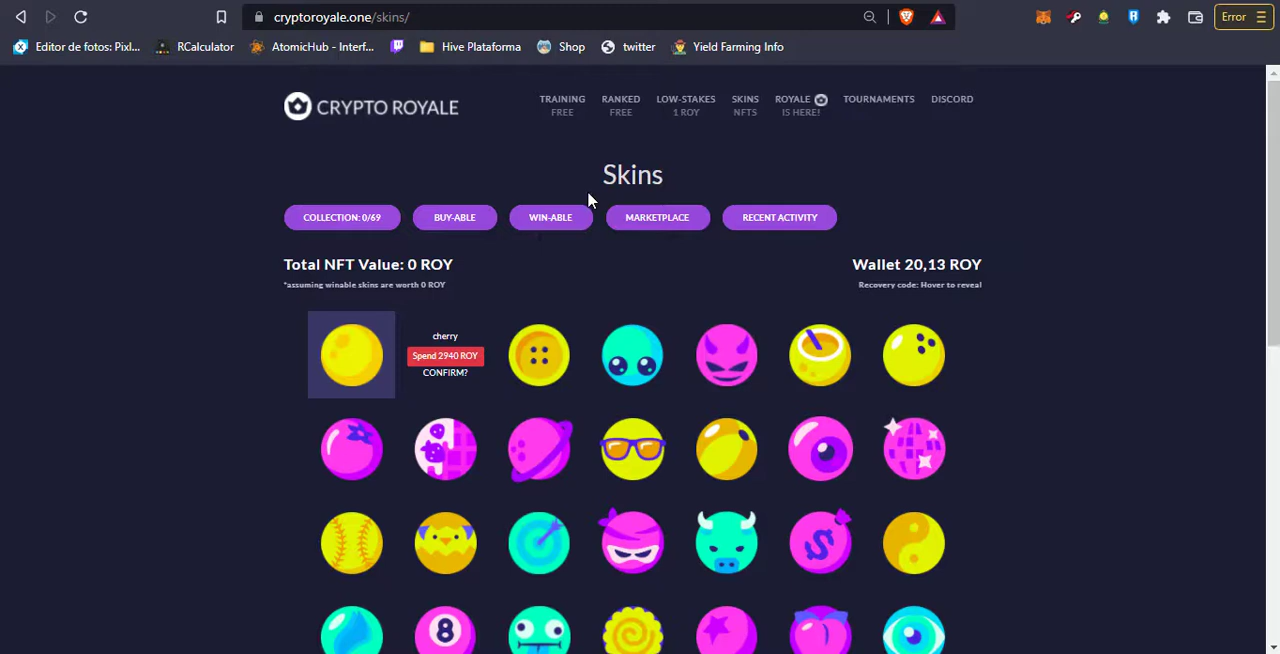 cryptoroyale.one/skins/
Error
Editor de fotos: Pixl...
RCalculator
AtomicHub - Interf...
Hive Plataforma
Shop
twitter
Yield Farming Info
CRYPTO ROYALE
TRAINING
FREE
RANKED
FREE
LOW-STAKES
1 ROY
SKINS
NFTS
ROYALE
IS HERE!
TOURNAMENTS
DISCORD
Skins
COLLECTION: 0/69
BUY-ABLE
WIN-ABLE
MARKETPLACE
RECENT ACTIVITY
Total NFT Value: 0 ROY
*assuming winable skins are worth 0 ROY
Wallet 20,13 ROY
Recovery code: Hover to reveal
cherry
Spend 2940 ROY
CONFIRM?
$
8